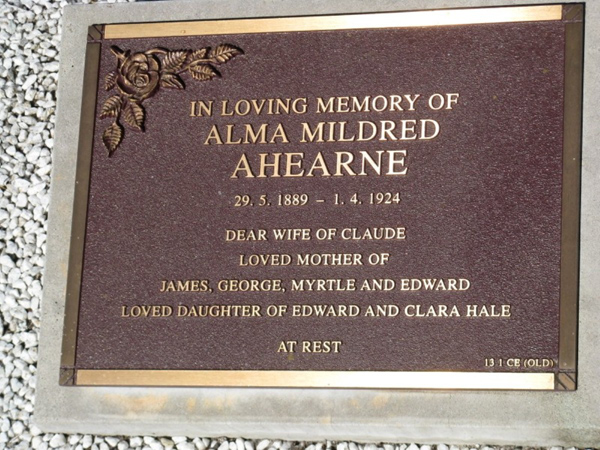 IN LOVING MEMORY OF
ALMA MILDRED
AHEARNE
29. 5. 1889 – 1. 4. 1924
DEAR WIFE OF CLAUDE
LOVED MOTHER OF
JAMES, GEORGE, MYRTLE AND EDWARD
LOVED DAUGHTER OF EDWARD AND CLARA HALE
AT REST
13 1 CE (OLD)